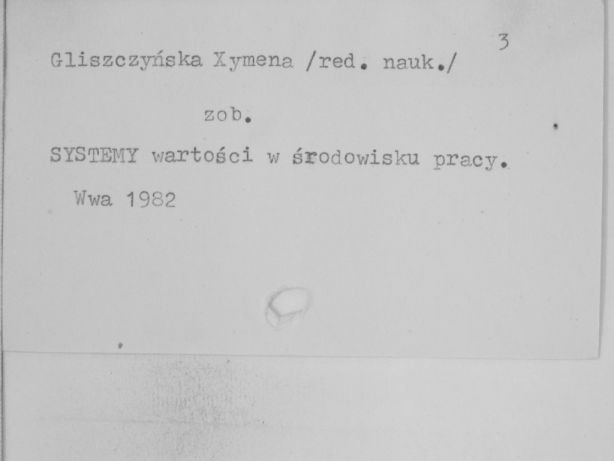 3
Gliszczyńska Xymena /red. nauk./
zob.
SYSTEMY wartości w środowisku pracy.
Wwa 1982